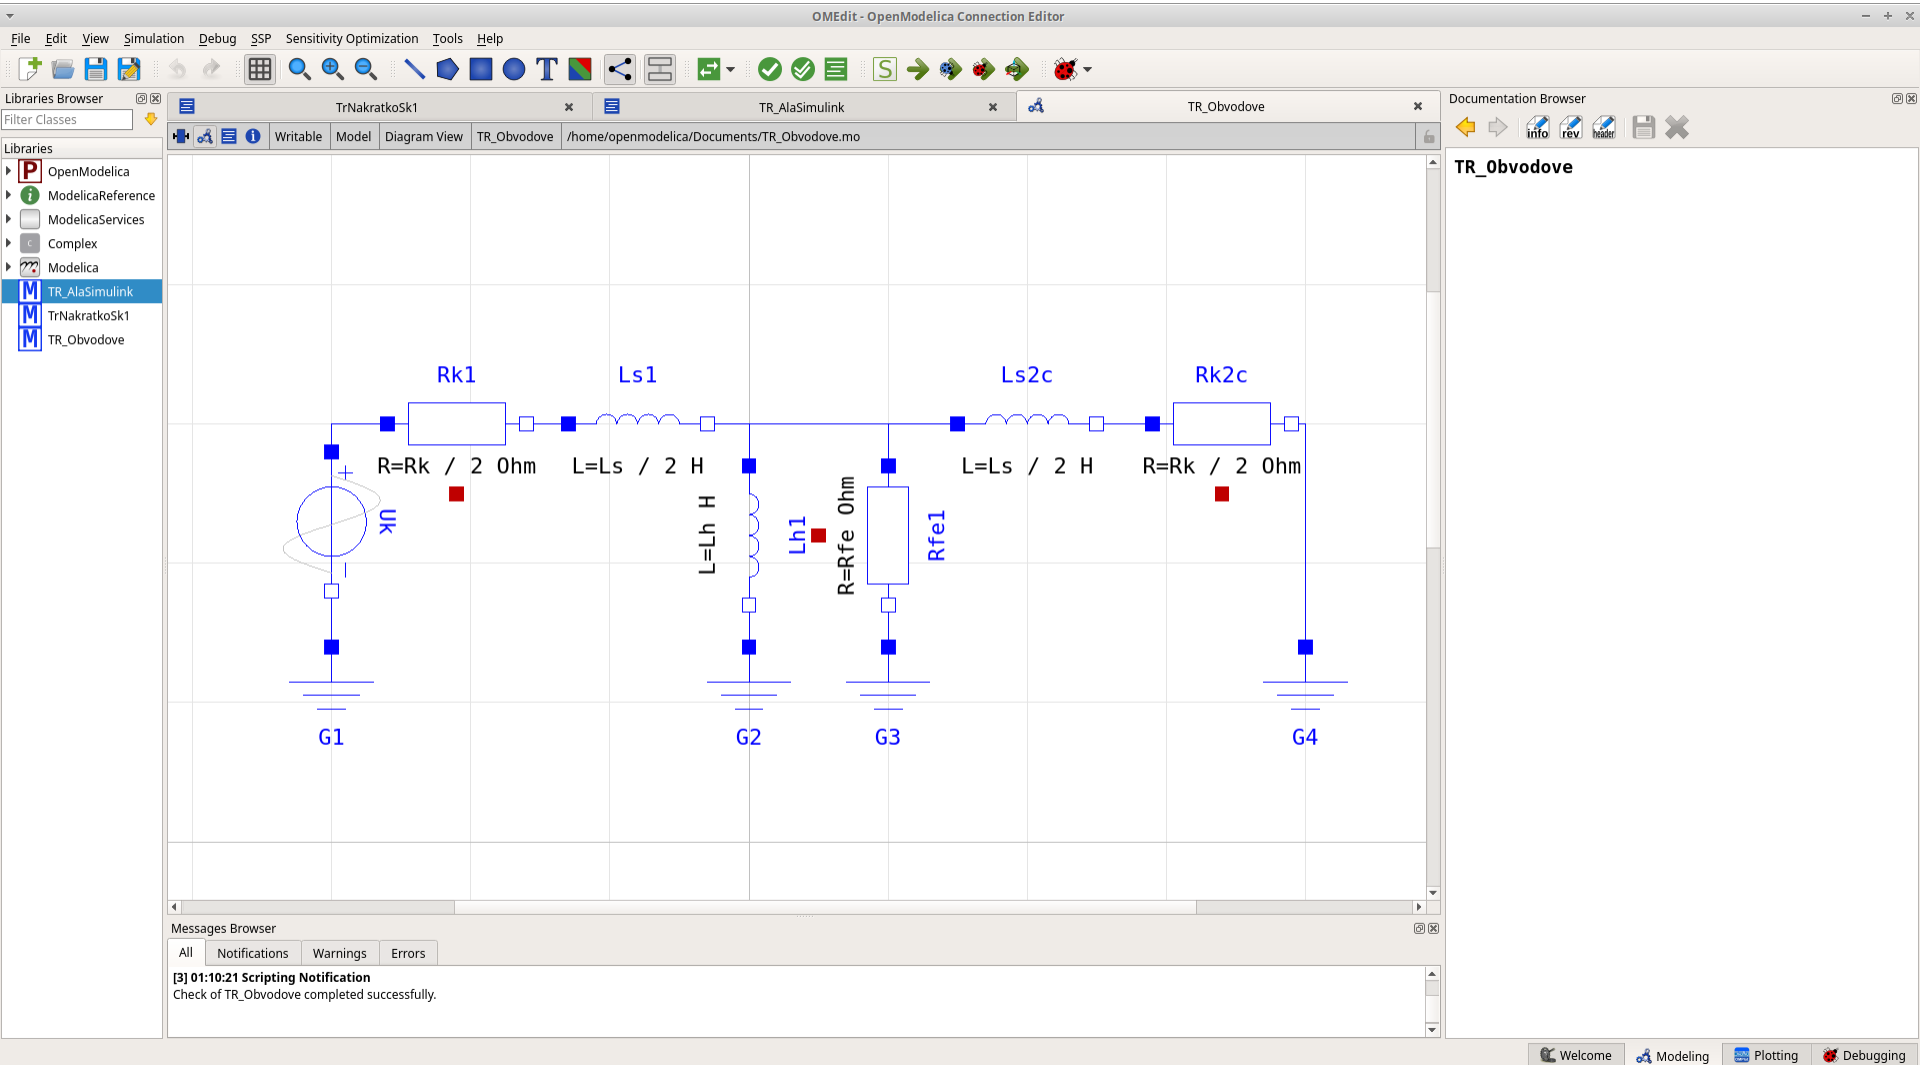 OMEdit - OpenModelica Connection Editor
File Edit View Simulation Debug SSP Sensitivity Optimization Tools Help
Libraries Browser
Filter Classes
Libraries
OpenModelica
ModelicaReference
ModelicaServices
Complex
Modelica
TR_AlaSimulink
TrNakratkoSk1
TR_Obvodove
TrNakratkoSk1 TR_AlaSimulink TR_Obvodove
Writable Model Diagram View TR_Obvodove /home/openmodelica/Documents/TR_Obvodove.mo
Rk1 Ls1 Ls2c Rk2c
R=Rk / 2 Ohm L=Ls / 2 H L=Ls / 2 H R=Rk / 2 Ohm
Uk
L=Lh H
Lh1
R=Rfe Ohm
Rfe1
G1 G2 G3 G4
Messages Browser
All Notifications Warnings Errors
[3] 01:10:21 Scripting Notification
Check of TR_Obvodove completed successfully.
Documentation Browser
info rev header
TR_Obvodove
Welcome Modeling Plotting Debugging